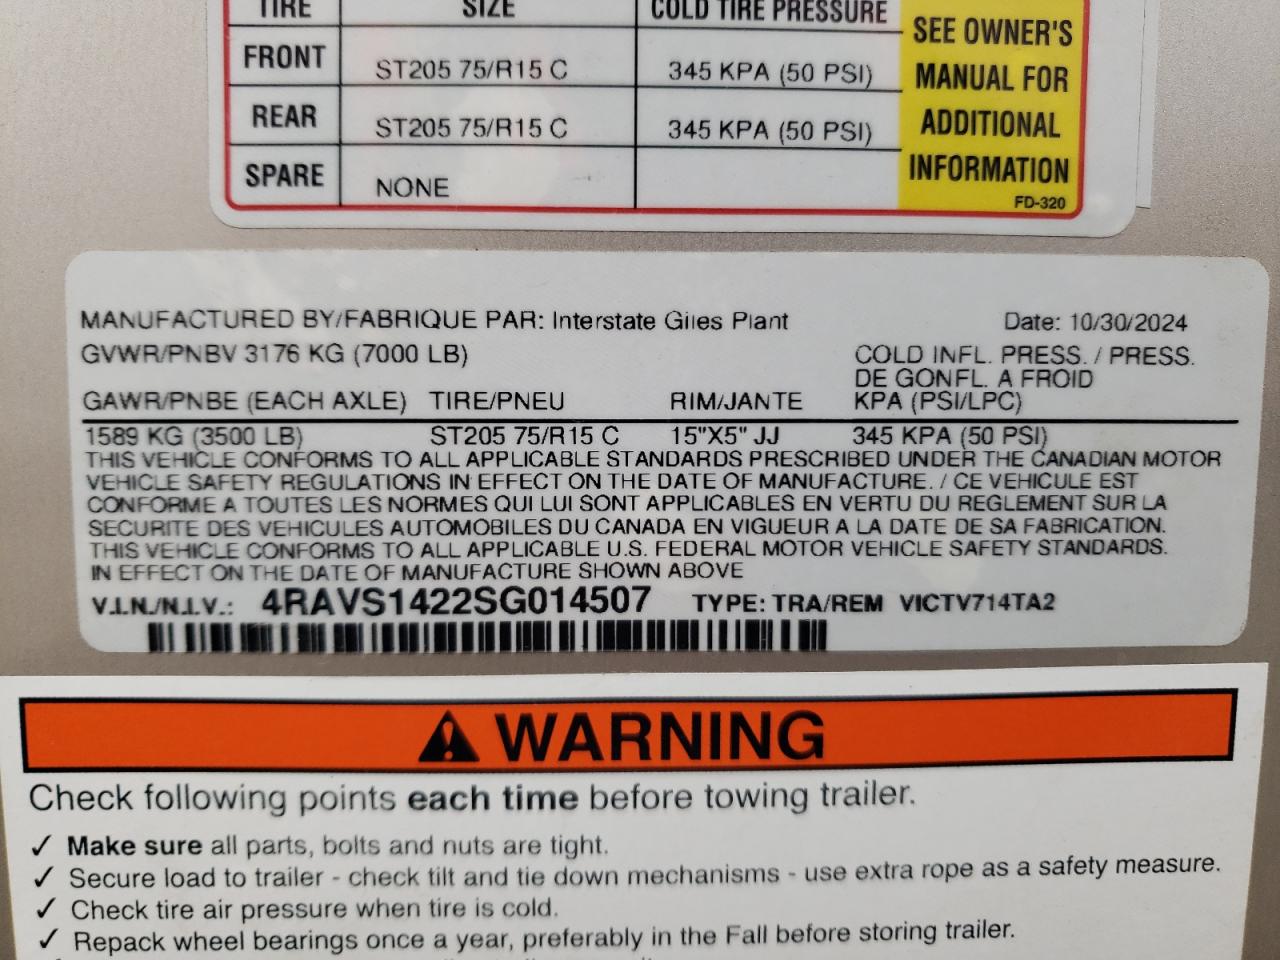 TIRE SIZE COLD TIRE PRESSURE
FRONT ST205 75/R15 C 345 KPA (50 PSI)
REAR ST205 75/R15 C 345 KPA (50 PSI)
SPARE NONE
SEE OWNER'S
MANUAL FOR
ADDITIONAL
INFORMATION
FD-320
MANUFACTURED BY/FABRIQUE PAR: Interstate Giles Plant Date: 10/30/2024
GVWR/PNBV 3176 KG (7000 LB)
COLD INFL. PRESS. / PRESS.
DE GONFL. A FROID
GAWR/PNBE (EACH AXLE) TIRE/PNEU RIM/JANTE KPA (PSI/LPC)
1589 KG (3500 LB) ST205 75/R15 C 15"X5" JJ 345 KPA (50 PSI)
THIS VEHICLE CONFORMS TO ALL APPLICABLE STANDARDS PRESCRIBED UNDER THE CANADIAN MOTOR
VEHICLE SAFETY REGULATIONS IN EFFECT ON THE DATE OF MANUFACTURE. / CE VEHICULE EST
CONFORME A TOUTES LES NORMES QUI LUI SONT APPLICABLES EN VERTU DU REGLEMENT SUR LA
SECURITE DES VEHICULES AUTOMOBILES DU CANADA EN VIGUEUR A LA DATE DE SA FABRICATION.
THIS VEHICLE CONFORMS TO ALL APPLICABLE U.S. FEDERAL MOTOR VEHICLE SAFETY STANDARDS.
IN EFFECT ON THE DATE OF MANUFACTURE SHOWN ABOVE
V.I.N./N.I.V.: 4RAVS1422SG014507 TYPE: TRA/REM VICTV714TA2
WARNING
Check following points each time before towing trailer.
✓ Make sure all parts, bolts and nuts are tight.
✓ Secure load to trailer - check tilt and tie down mechanisms - use extra rope as a safety measure.
✓ Check tire air pressure when tire is cold.
✓ Repack wheel bearings once a year, preferably in the Fall before storing trailer.